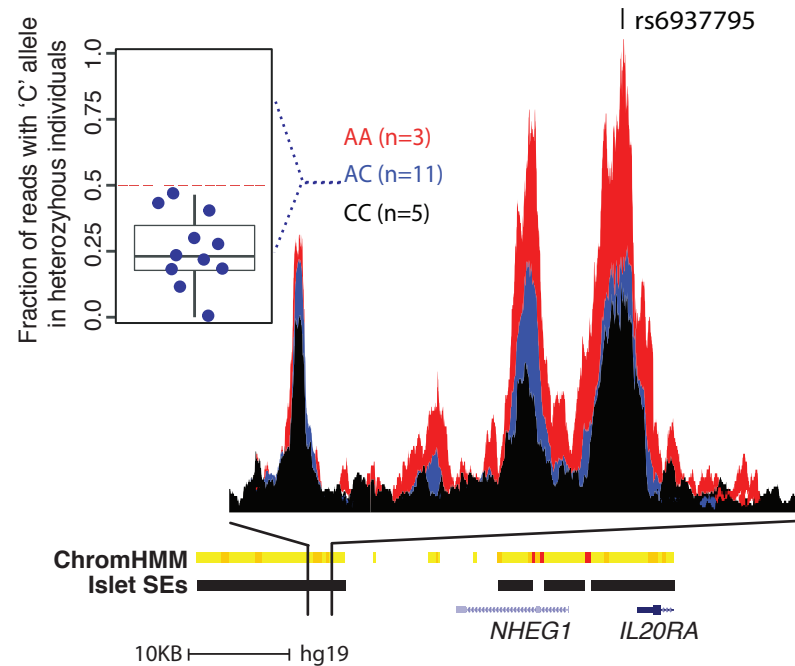 rs6937795
Fraction of reads with ‘C’ allele
in heterozyhous individuals
1.0
0.75
0.5
0.25
0.0
AA (n=3)
AC (n=11)
CC (n=5)
ChromHMM
Islet SEs
NHEG1
IL20RA
10KB
hg19